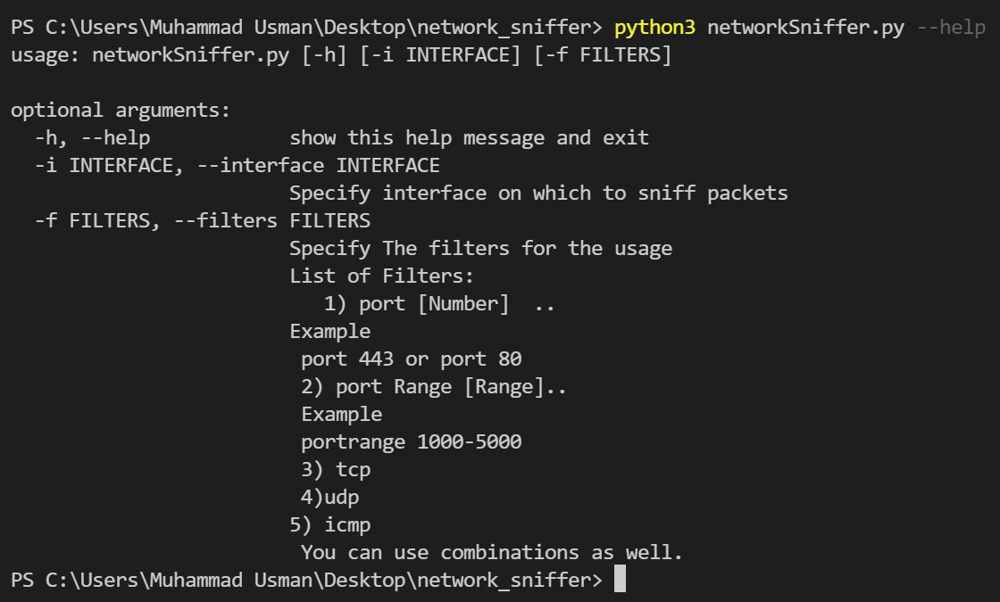 PS C:\Users\Muhammad Usman\Desktop\network_sniffer> python3 networkSniffer.py --help
usage: networkSniffer.py [-h] [-i INTERFACE] [-f FILTERS]
optional arguments:
-h, --help show this help message and exit
-i INTERFACE, --interface INTERFACE
Specify interface on which to sniff packets
-f FILTERS, --filters FILTERS
Specify The filters for the usage
List of Filters:
1) port [Number] ..
Example
port 443 or port 80
2) port Range [Range]..
Example
portrange 1000-5000
3) tcp
4)udp
5) icmp
You can use combinations as well.
PS C:\Users\Muhammad Usman\Desktop\network_sniffer>